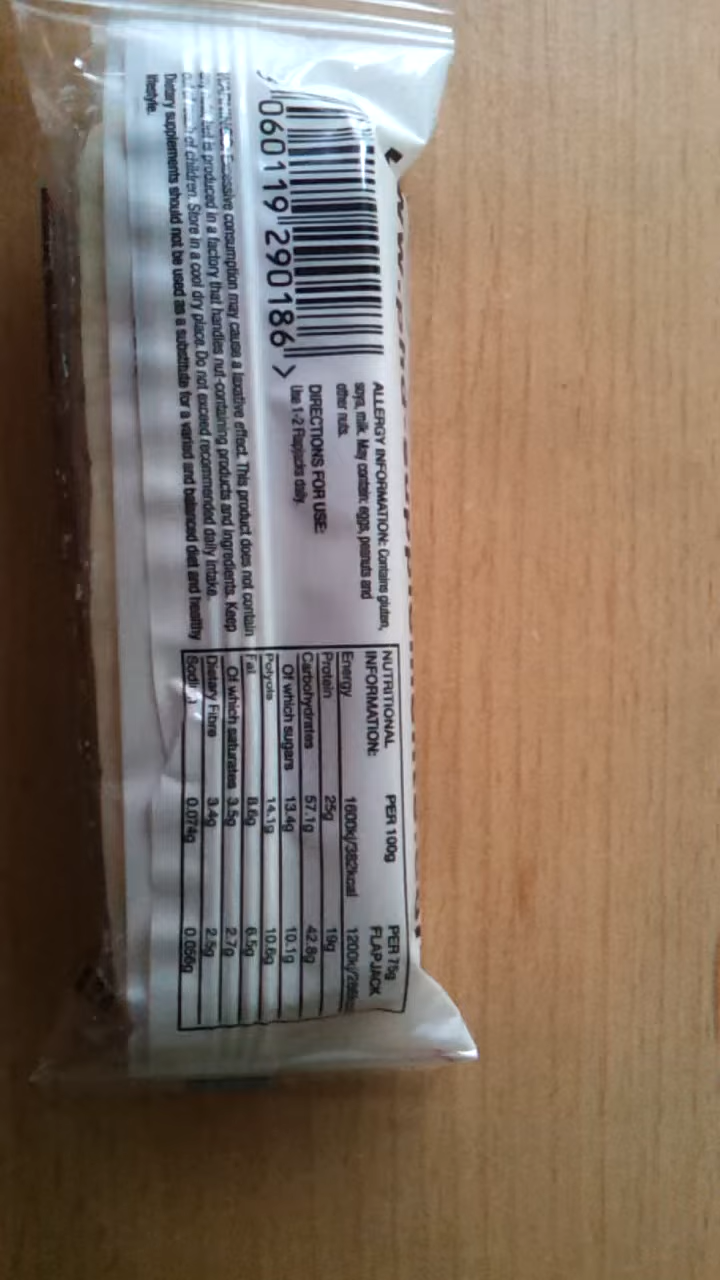 5 060119 290186 >
ALLERGY INFORMATION: Contains gluten,
soya, milk. May contain: eggs, peanuts and
other nuts.
DIRECTIONS FOR USE:
Use 1-2 Flapjacks daily.
Excessive consumption may cause a laxative effect. This product does not contain
is produced in a factory that handles nut-containing products and ingredients. Keep
of children. Store in a cool dry place. Do not exceed recommended daily intake.
Dietary supplements should not be used as a substitute for a varied and balanced diet and healthy
lifestyle.
NUTRITIONAL INFORMATION: PER 100g PER 75g FLAPJACK
Energy 1600kj/382kcal 1200kj/
Protein 25g 19g
Carbohydrates 57.1g 42.8g
Of which sugars 13.4g 10.1g
Polyols 14.1g 10.6g
Fat 8.6g 6.5g
Of which saturates 3.5g 2.7g
Dietary Fibre 3.4g 2.5g
0.074g 0.056g